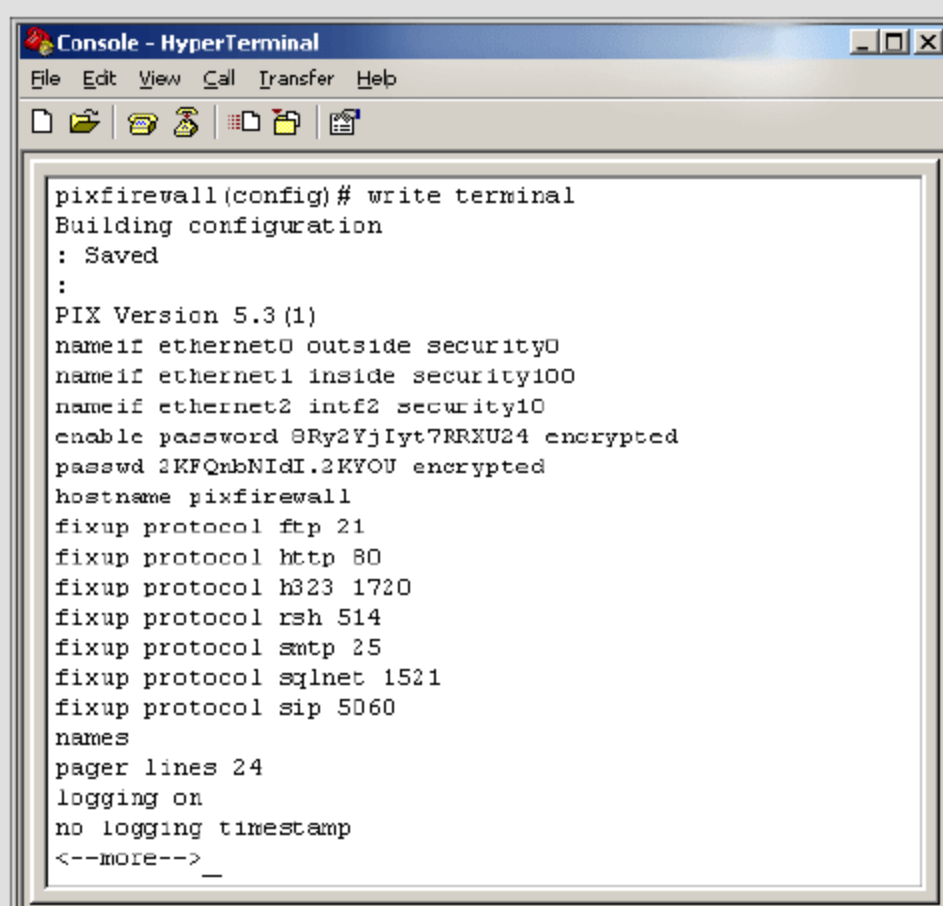 Console - HyperTerminal
File Edit View Call Transfer Help
pixfirewall(config)# write terminal
Building configuration
: Saved
:
PIX Version 5.3(1)
nameif ethernet0 outside security0
nameif ethernet1 inside security100
nameif ethernet2 intf2 security10
enable password 8Ry2YjIyt7RRXU24 encrypted
passwd 2KFQnbNIdI.2KYOU encrypted
hostname pixfirewall
fixup protocol ftp 21
fixup protocol http 80
fixup protocol h323 1720
fixup protocol rsh 514
fixup protocol smtp 25
fixup protocol sqlnet 1521
fixup protocol sip 5060
names
pager lines 24
logging on
no logging timestamp
<--more-->_